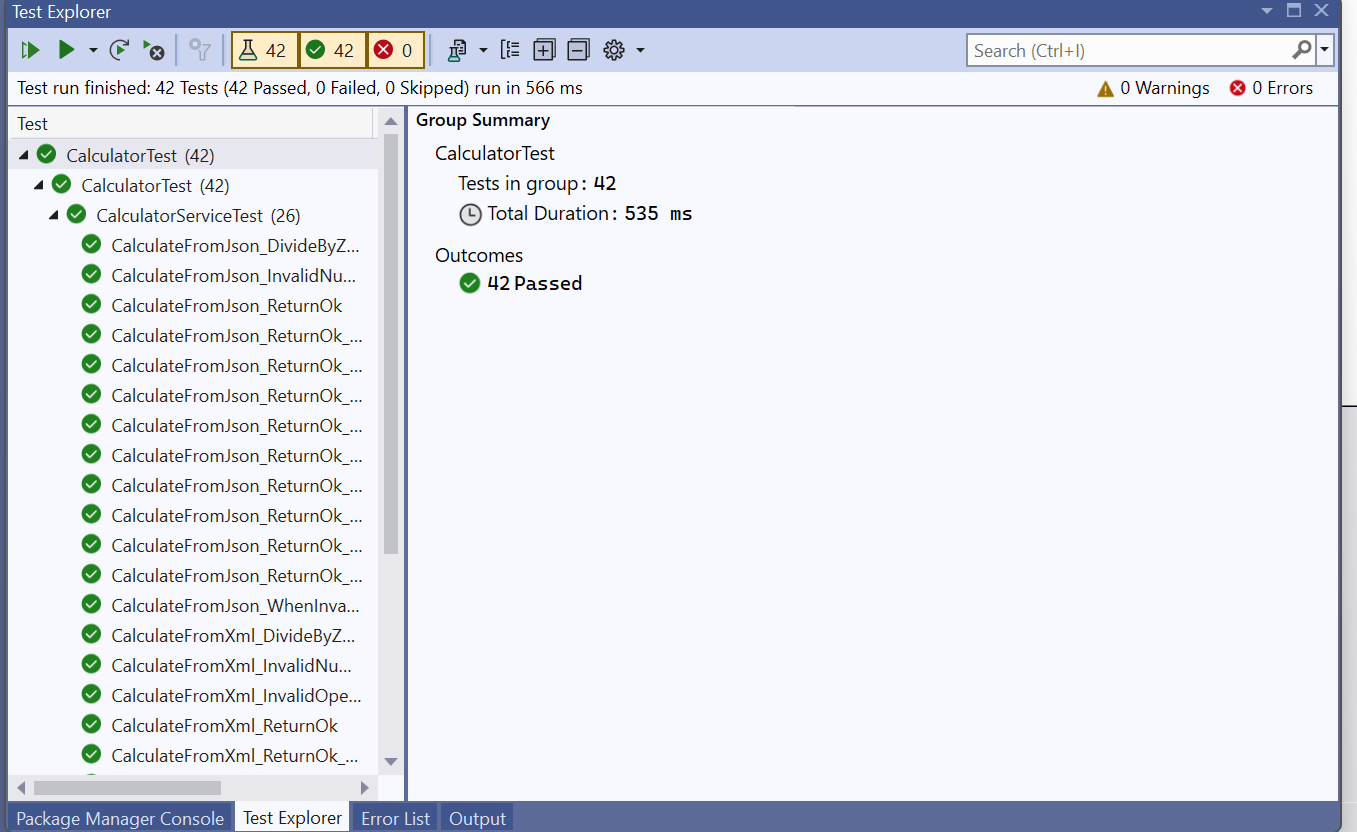 Test Explorer
42 42 0
Search (Ctrl+I)
Test run finished: 42 Tests (42 Passed, 0 Failed, 0 Skipped) run in 566 ms
0 Warnings 0 Errors
Test
CalculatorTest (42)
CalculatorTest (42)
CalculatorServiceTest (26)
CalculateFromJson_DivideByZ...
CalculateFromJson_InvalidNu...
CalculateFromJson_ReturnOk
CalculateFromJson_ReturnOk_...
CalculateFromJson_ReturnOk_...
CalculateFromJson_ReturnOk_...
CalculateFromJson_ReturnOk_...
CalculateFromJson_ReturnOk_...
CalculateFromJson_ReturnOk_...
CalculateFromJson_ReturnOk_...
CalculateFromJson_ReturnOk_...
CalculateFromJson_ReturnOk_...
CalculateFromJson_WhenInva...
CalculateFromXml_DivideByZ...
CalculateFromXml_InvalidNu...
CalculateFromXml_InvalidOpe...
CalculateFromXml_ReturnOk
CalculateFromXml_ReturnOk_...
Group Summary
CalculatorTest
Tests in group: 42
Total Duration: 535 ms
Outcomes
42 Passed
Package Manager Console Test Explorer Error List Output